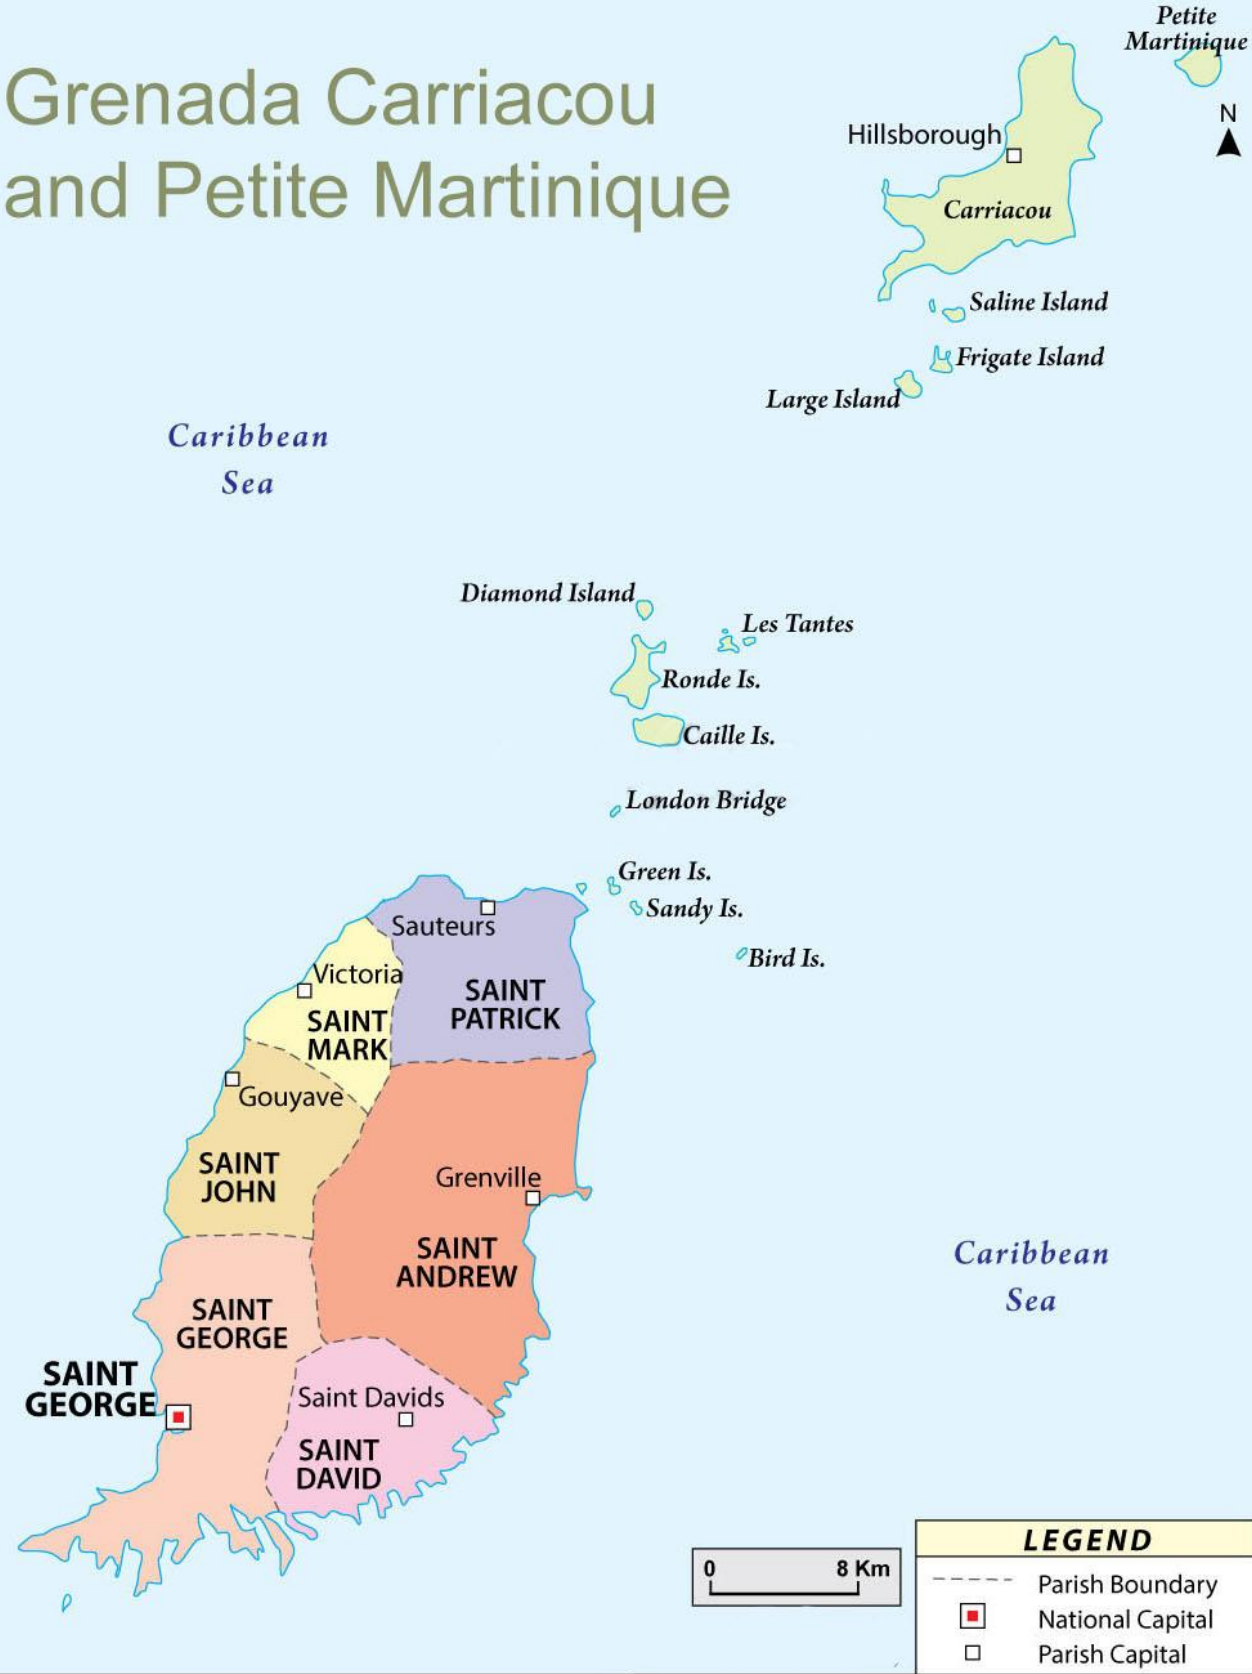 Petite
Martinique
Grenada Carriacou
and Petite Martinique
N
Hillsborough
Carriacou
Saline Island
Frigate Island
Large Island
Caribbean
Sea
Diamond Island
Les Tantes
Ronde Is.
Caille Is.
London Bridge
Green Is.
Sandy Is.
Sauteurs
Bird Is.
Victoria
SAINT
PATRICK
SAINT
MARK
Gouyave
SAINT
JOHN
Grenville
SAINT
ANDREW
Caribbean
Sea
SAINT
GEORGE
SAINT
GEORGE
Saint Davids
SAINT
DAVID
LEGEND
0 8 Km
Parish Boundary
National Capital
Parish Capital